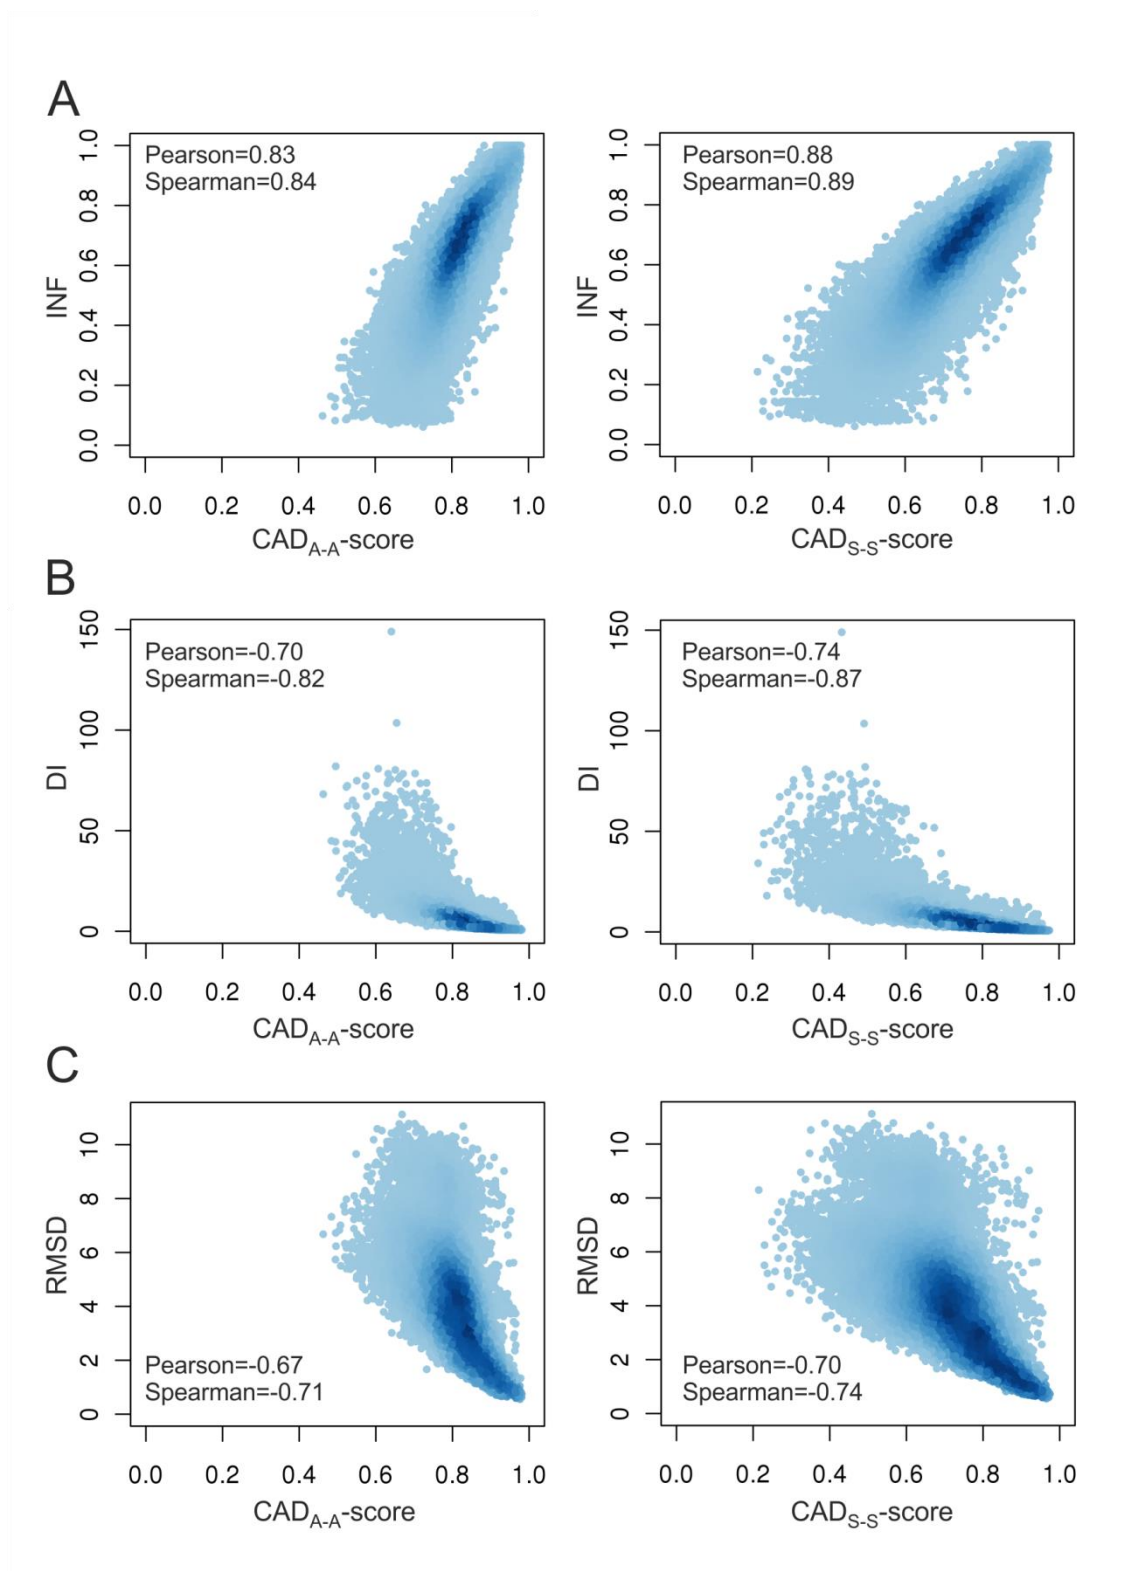 A
Pearson=0.83
Spearman=0.84
INF
0.0 0.2 0.4 0.6 0.8 1.0
0.0 0.2 0.4 0.6 0.8 1.0
CADA-A-score
Pearson=0.88
Spearman=0.89
INF
0.0 0.2 0.4 0.6 0.8 1.0
0.0 0.2 0.4 0.6 0.8 1.0
CADS-S-score
B
Pearson=-0.70
Spearman=-0.82
DI
0 50 100 150
0.0 0.2 0.4 0.6 0.8 1.0
CADA-A-score
Pearson=-0.74
Spearman=-0.87
DI
0 50 100 150
0.0 0.2 0.4 0.6 0.8 1.0
CADS-S-score
C
RMSD
0 2 4 6 8 10
Pearson=-0.67
Spearman=-0.71
0.0 0.2 0.4 0.6 0.8 1.0
CADA-A-score
RMSD
0 2 4 6 8 10
Pearson=-0.70
Spearman=-0.74
0.0 0.2 0.4 0.6 0.8 1.0
CADS-S-score